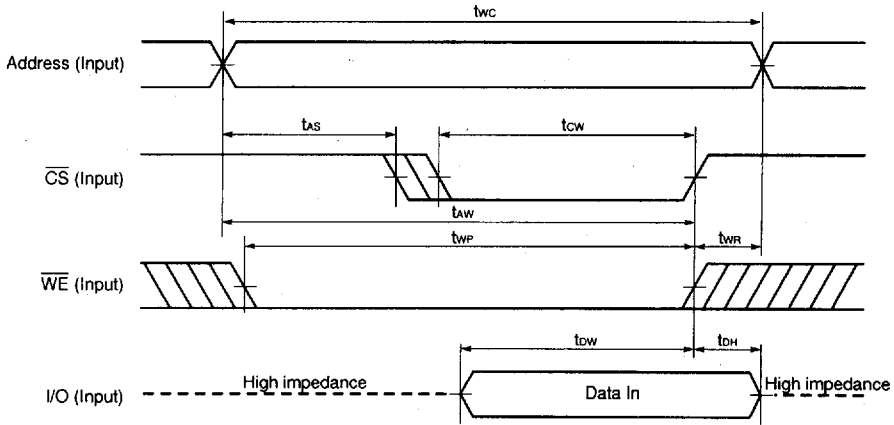 tWC
Address (Input)
tAS
tCW
CS (Input)
tAW
tWP
tWR
WE (Input)
tDW
tDH
High impedance
I/O (Input)
Data In
High impedance